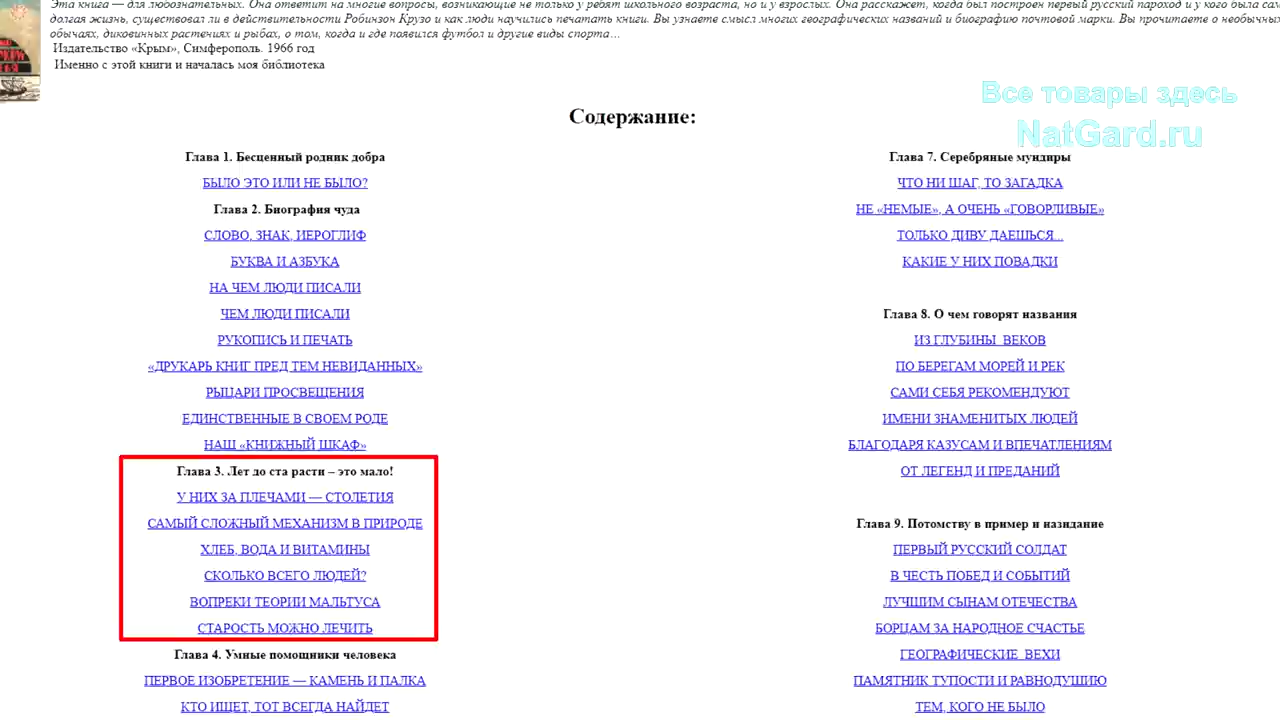 Эта книга — для любознательных. Она ответит на многие вопросы, возникающие не только у ребят школьного возраста, но и у взрослых. Она расскажет, когда был построен первый русский пароход и у кого была сам
долгая жизнь, существовал ли в действительности Робинзон Крузо и как люди научились печатать книги. Вы узнаете смысл многих географических названий и биографию почтовой марки. Вы прочитаете о необычных
обычаях, диковинных растениях и рыбах, о том, когда и где появился футбол и другие виды спорта…
Издательство «Крым», Симферополь. 1966 год
Именно с этой книги и началась моя библиотека
Все товары здесь
NatGard.ru
Содержание:
Глава 1. Бесценный родник добра
БЫЛО ЭТО ИЛИ НЕ БЫЛО?
Глава 2. Биография чуда
СЛОВО, ЗНАК, ИЕРОГЛИФ
БУКВА И АЗБУКА
НА ЧЕМ ЛЮДИ ПИСАЛИ
ЧЕМ ЛЮДИ ПИСАЛИ
РУКОПИСЬ И ПЕЧАТЬ
«ДРУКАРЬ КНИГ ПРЕД ТЕМ НЕВИДАННЫХ»
РЫЦАРИ ПРОСВЕЩЕНИЯ
ЕДИНСТВЕННЫЕ В СВОЕМ РОДЕ
НАШ «КНИЖНЫЙ ШКАФ»
Глава 3. Лет до ста расти – это мало!
У НИХ ЗА ПЛЕЧАМИ — СТОЛЕТИЯ
САМЫЙ СЛОЖНЫЙ МЕХАНИЗМ В ПРИРОДЕ
ХЛЕБ, ВОДА И ВИТАМИНЫ
СКОЛЬКО ВСЕГО ЛЮДЕЙ?
ВОПРЕКИ ТЕОРИИ МАЛЬТУСА
СТАРОСТЬ МОЖНО ЛЕЧИТЬ
Глава 4. Умные помощники человека
ПЕРВОЕ ИЗОБРЕТЕНИЕ — КАМЕНЬ И ПАЛКА
КТО ИЩЕТ, ТОТ ВСЕГДА НАЙДЕТ
Глава 7. Серебряные мундиры
ЧТО НИ ШАГ, ТО ЗАГАДКА
НЕ «НЕМЫЕ», А ОЧЕНЬ «ГОВОРЛИВЫЕ»
ТОЛЬКО ДИВУ ДАЕШЬСЯ...
КАКИЕ У НИХ ПОВАДКИ
Глава 8. О чем говорят названия
ИЗ ГЛУБИНЫ ВЕКОВ
ПО БЕРЕГАМ МОРЕЙ И РЕК
САМИ СЕБЯ РЕКОМЕНДУЮТ
ИМЕНИ ЗНАМЕНИТЫХ ЛЮДЕЙ
БЛАГОДАРЯ КАЗУСАМ И ВПЕЧАТЛЕНИЯМ
ОТ ЛЕГЕНД И ПРЕДАНИЙ
Глава 9. Потомству в пример и назидание
ПЕРВЫЙ РУССКИЙ СОЛДАТ
В ЧЕСТЬ ПОБЕД И СОБЫТИЙ
ЛУЧШИМ СЫНАМ ОТЕЧЕСТВА
БОРЦАМ ЗА НАРОДНОЕ СЧАСТЬЕ
ГЕОГРАФИЧЕСКИЕ ВЕХИ
ПАМЯТНИК ТУПОСТИ И РАВНОДУШИЮ
ТЕМ, КОГО НЕ БЫЛО